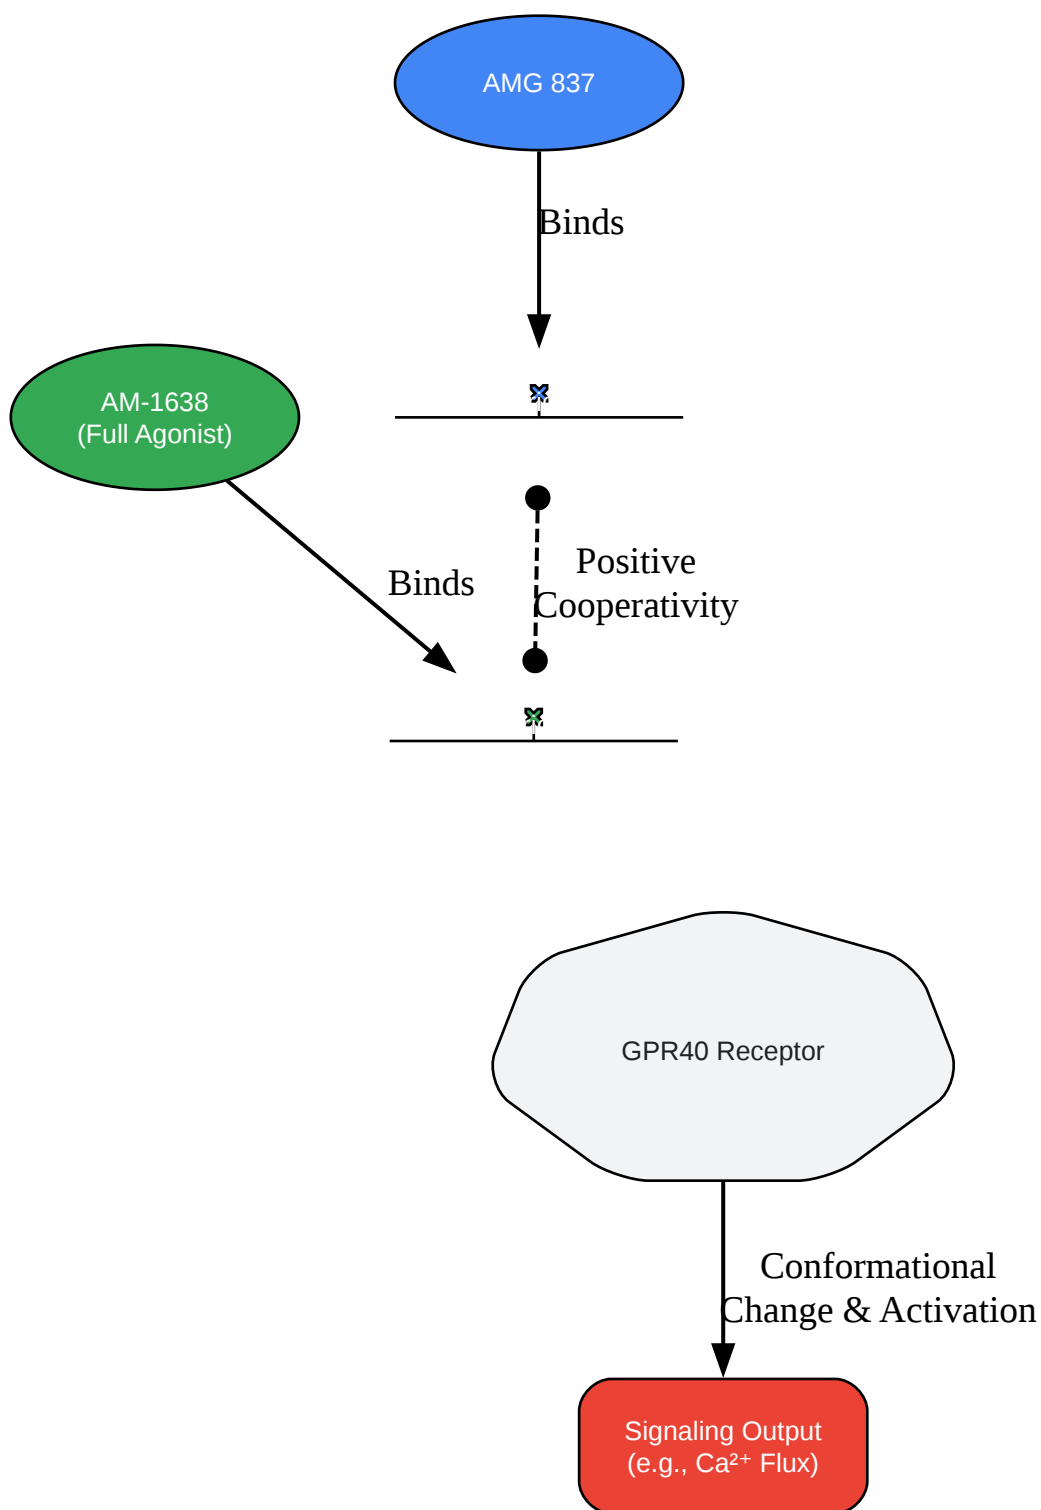 AMG 837
Binds
AM-1638
(Full Agonist)
Binds
Positive
Cooperativity
GPR40 Receptor
Conformational
Change & Activation
Signaling Output
(e.g., Ca²⁺ Flux)